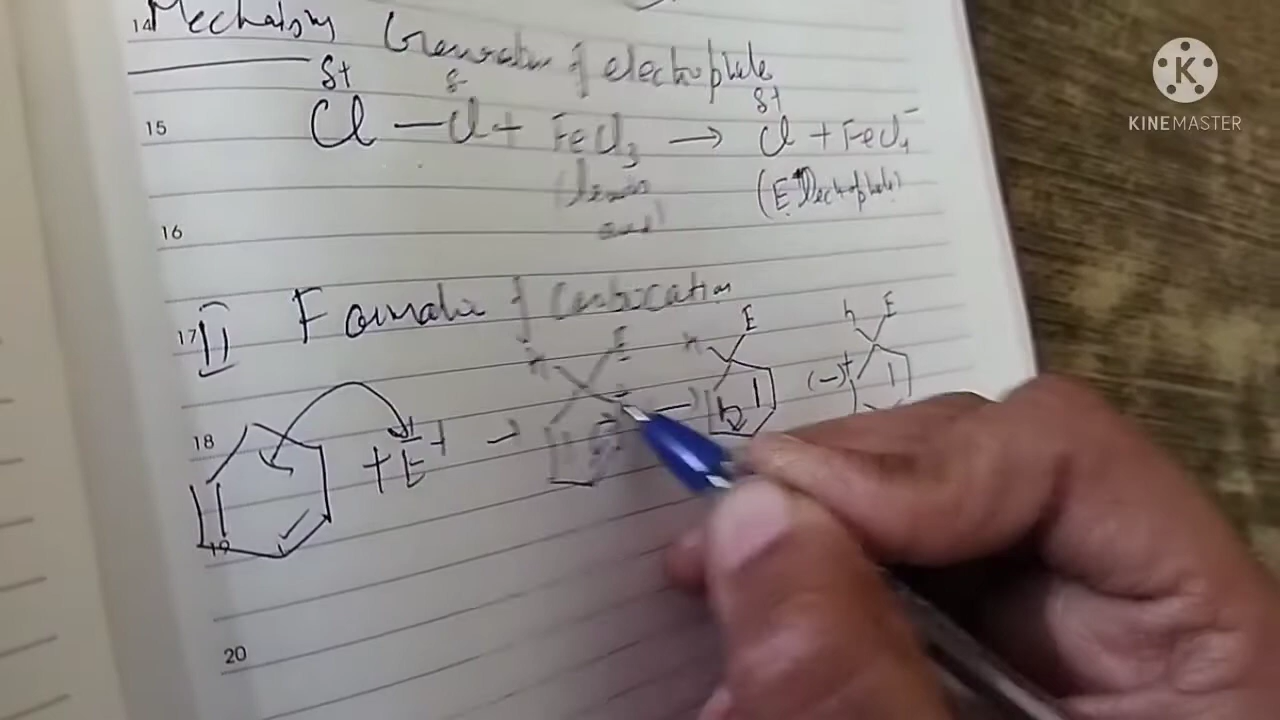 14 Mechanism Generation of electrophile
δ+ δ- δ+
15 Cl — Cl + FeCl3 → Cl + FeCl4-
(Lewis (Electrophile)
16 acid)
17 II Formation of Carbocation
H E H E H E
18 + E+ → → (+)
19
20
K
KINEMASTER